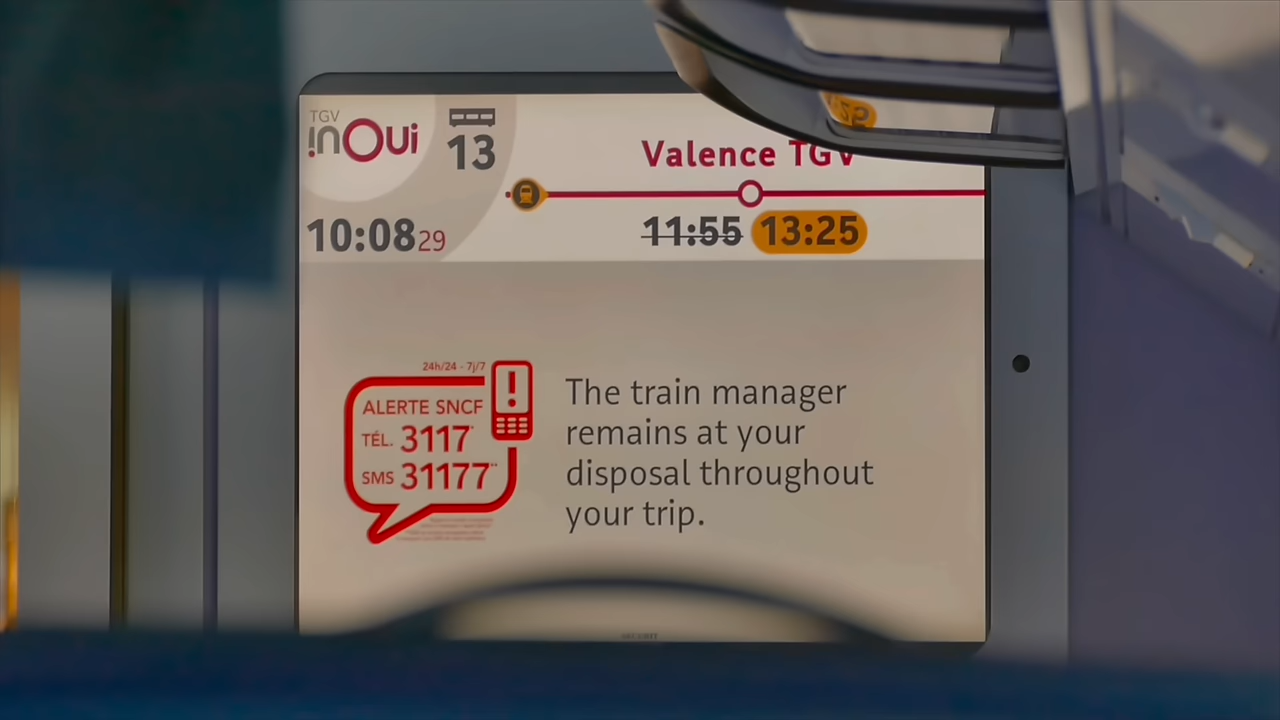 TGV
inOui
13
Valence TGV
10:08 29
11:55 13:25
24h/24 - 7j/7
ALERTE SNCF
TÉL. 3117*
SMS 31177**
The train manager
remains at your
disposal throughout
your trip.